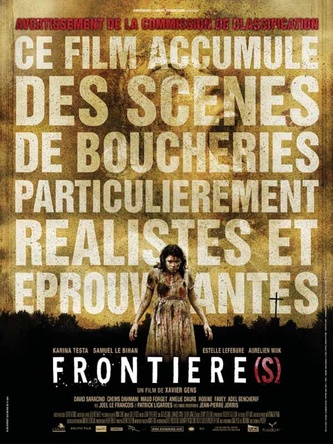 AVERTISSEMENT DE LA COMMISSION DE CLASSIFICATION
CE FILM ACCUMULE
DES SCENES
DE BOUCHERIES
PARTICULIEREMENT
REALISTES ET
EPROUVANTES
KARINA TESTA SAMUEL LE BIHAN ESTELLE LEFEBURE AURELIEN WIIK
FRONTIERE(S)
UN FILM DE XAVIER GENS
DAVID SARACINO CHEMS DAHMANI MAUD FORGET AMELIE DAURE ROSINE FAVEY ADEL BENCHERIF
JOEL LE FRANCOIS PATRICK LIGARDES JEAN-PIERRE JORRIS